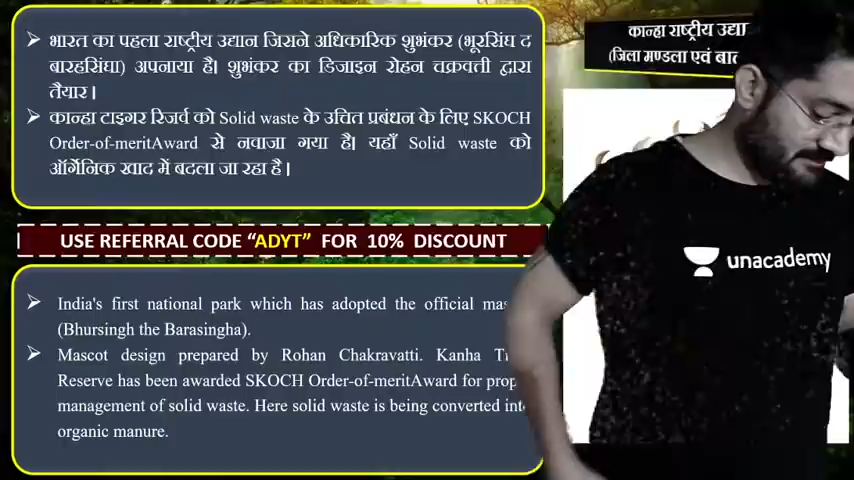 भारत का पहला राष्ट्रीय उद्यान जिसने अधिकारिक शुभंकर (भूरसिंघ द
बारहसिंघा) अपनाया है। शुभंकर का डिजाइन रोहन चक्रवती द्वारा
तैयार।
कान्हा टाइगर रिजर्व को Solid waste के उचित प्रबंधन के लिए SKOCH
Order-of-meritAward से नवाजा गया है। यहाँ Solid waste को
ऑर्गेनिक खाद में बदला जा रहा है।
कान्हा राष्ट्रीय
(जिला मण्डला एवं
USE REFERRAL CODE “ADYT” FOR 10% DISCOUNT
unacademy
India's first national park which has adopted the official
(Bhursingh the Barasingha).
Mascot design prepared by Rohan Chakravatti. Kanha
Reserve has been awarded SKOCH Order-of-meritAward for
management of solid waste. Here solid waste is being converted
organic manure.